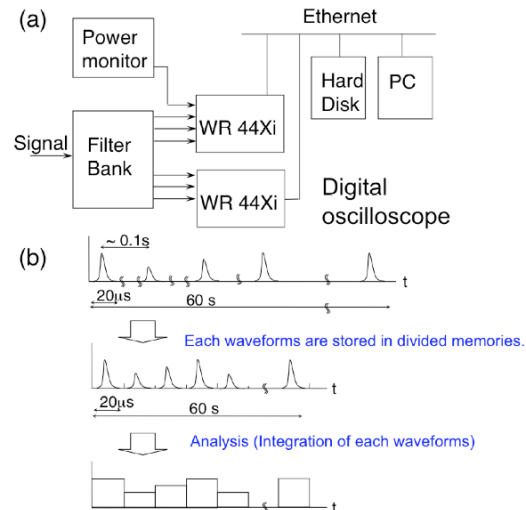 (a)
Ethernet
Power
monitor
Hard
Disk
PC
WR 44Xi
Signal
Filter
Bank
WR 44Xi
Digital
oscilloscope
(b)
~ 0.1s
t
20μs
60 s
Each waveforms are stored in divided memories.
t
20μs
60 s
Analysis (Integration of each waveforms)
t